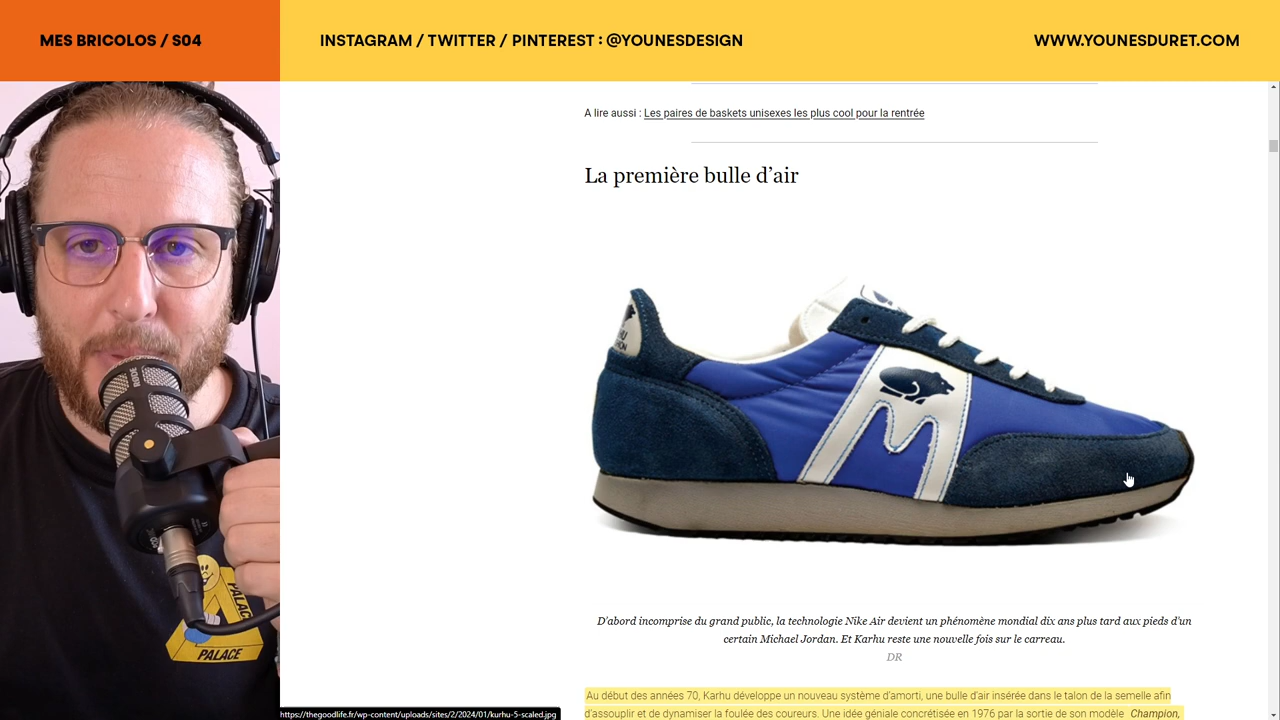 MES BRICOLOS / S04
INSTAGRAM / TWITTER / PINTEREST : @YOUNESDESIGN
WWW.YOUNESDURET.COM
A lire aussi : Les paires de baskets unisexes les plus cool pour la rentrée
La première bulle d’air
RODE
PALACE
PALACE
D'abord incomprise du grand public, la technologie Nike Air devient un phénomène mondial dix ans plus tard aux pieds d'un
certain Michael Jordan. Et Karhu reste une nouvelle fois sur le carreau.
DR
Au début des années 70, Karhu développe un nouveau système d’amorti, une bulle d’air insérée dans le talon de la semelle afin
d’assouplir et de dynamiser la foulée des coureurs. Une idée géniale concrétisée en 1976 par la sortie de son modèle Champion,
https://thegoodlife.fr/wp-content/uploads/sites/2/2024/01/kurhu-5-scaled.jpg